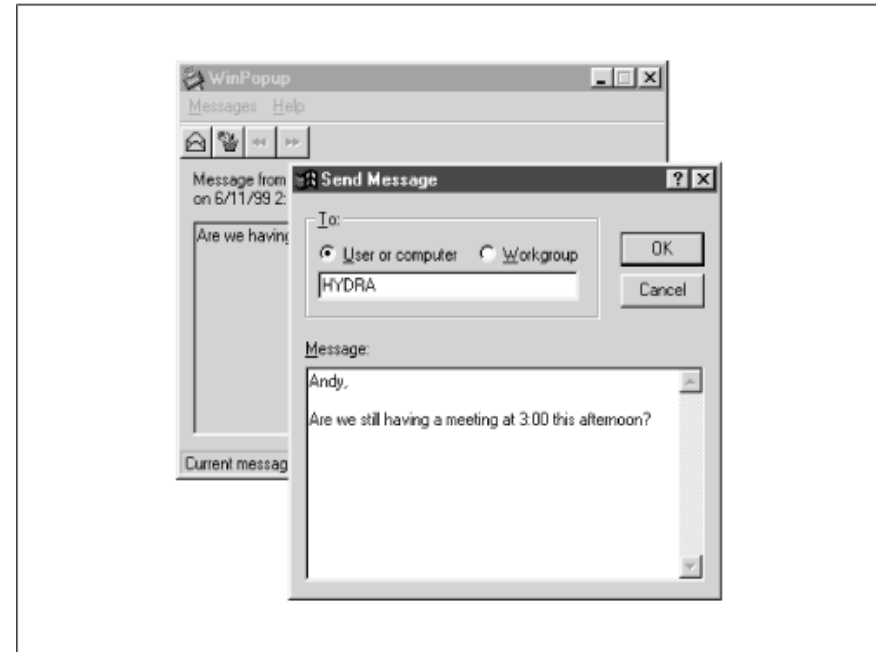 WinPopup
Messages Help
Message from
on 6/11/99 2:
Are we having
Current messag
Send Message
To:
User or computer Workgroup
HYDRA
OK
Cancel
Message:
Andy,
Are we still having a meeting at 3:00 this afternoon?